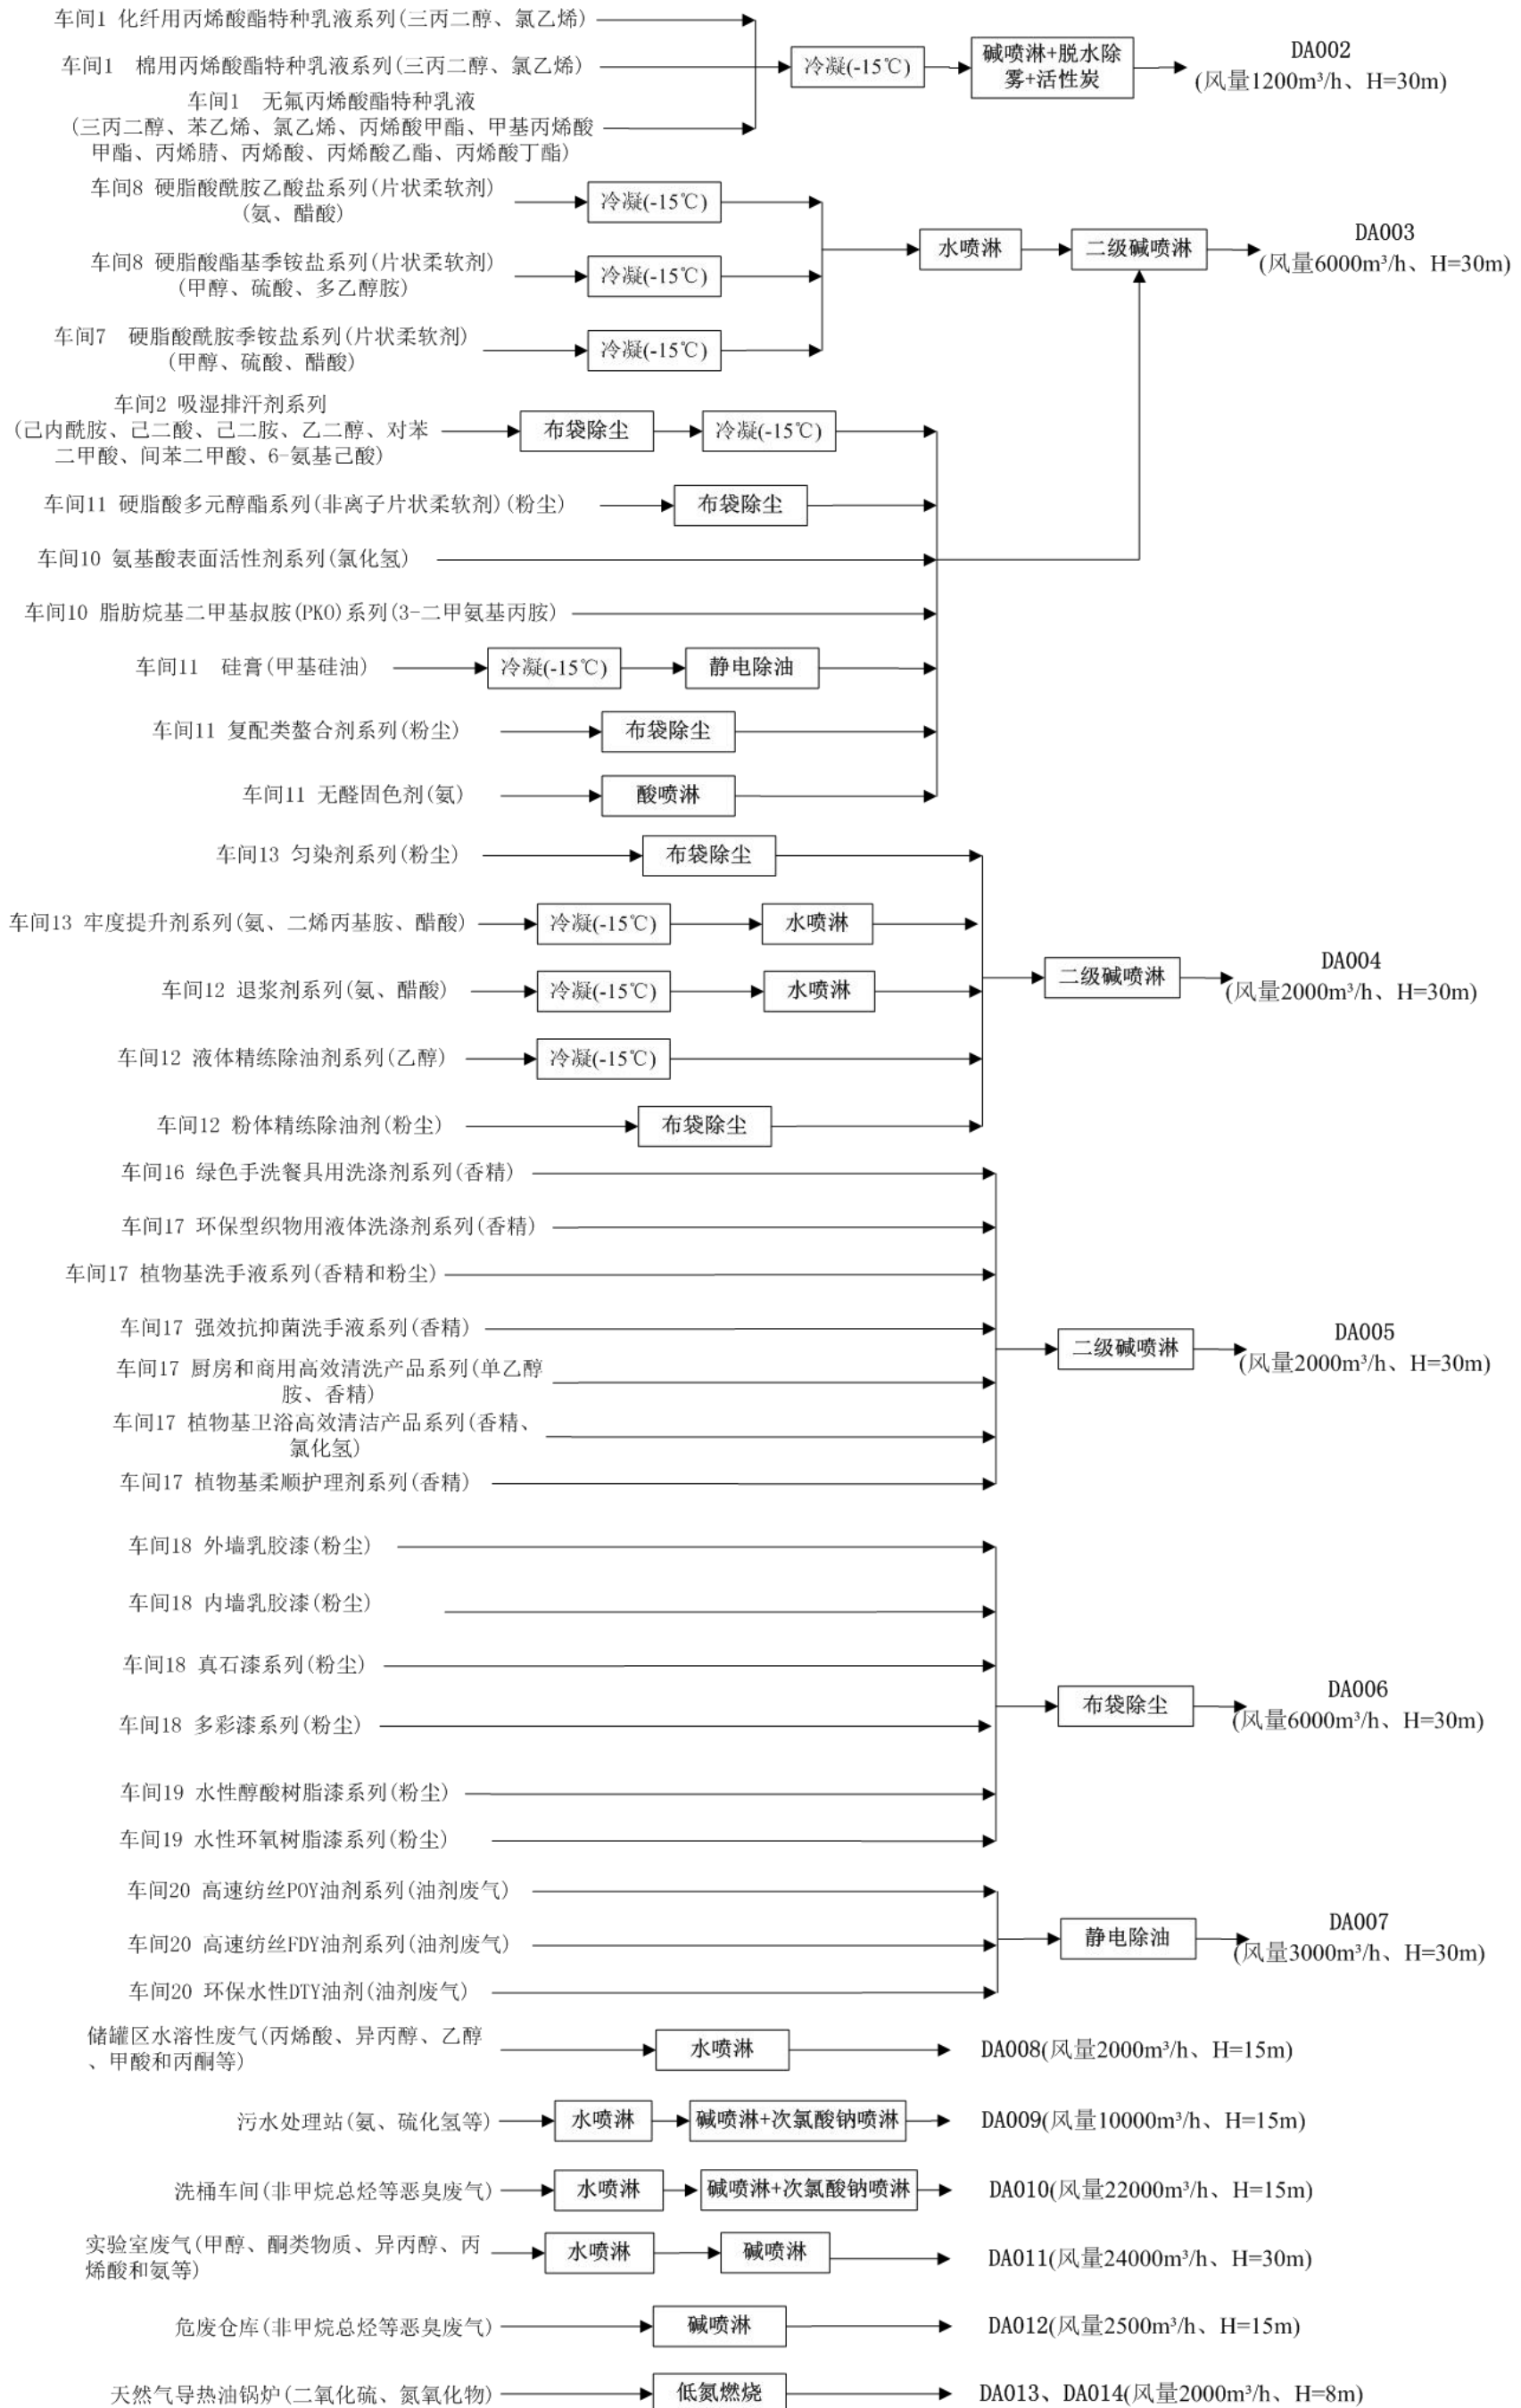 车间1 化纤用丙烯酸酯特种乳液系列(三丙二醇、氯乙烯)
车间1 棉用丙烯酸酯特种乳液系列(三丙二醇、氯乙烯)
车间1 无氟丙烯酸酯特种乳液
(三丙二醇、苯乙烯、氯乙烯、丙烯酸甲酯、甲基丙烯酸
甲酯、丙烯腈、丙烯酸、丙烯酸乙酯、丙烯酸丁酯)
冷凝(-15℃)
碱喷淋+脱水除
雾+活性炭
DA002
(风量1200m³/h、H=30m)
车间8 硬脂酸酰胺乙酸盐系列(片状柔软剂)
(氨、醋酸)
冷凝(-15℃)
车间8 硬脂酸酯基季铵盐系列(片状柔软剂)
(甲醇、硫酸、多乙醇胺)
冷凝(-15℃)
车间7 硬脂酸酰胺季铵盐系列(片状柔软剂)
(甲醇、硫酸、醋酸)
冷凝(-15℃)
水喷淋
二级碱喷淋
DA003
(风量6000m³/h、H=30m)
车间2 吸湿排汗剂系列
(己内酰胺、己二酸、己二胺、乙二醇、对苯
二甲酸、间苯二甲酸、6-氨基己酸)
布袋除尘
冷凝(-15℃)
车间11 硬脂酸多元醇酯系列(非离子片状柔软剂)(粉尘)
布袋除尘
车间10 氨基酸表面活性剂系列(氯化氢)
车间10 脂肪烷基二甲基叔胺(PKO)系列(3-二甲氨基丙胺)
车间11 硅膏(甲基硅油)
冷凝(-15℃)
静电除油
车间11 复配类螯合剂系列(粉尘)
布袋除尘
车间11 无醛固色剂(氨)
酸喷淋
车间13 匀染剂系列(粉尘)
布袋除尘
车间13 牢度提升剂系列(氨、二烯丙基胺、醋酸)
冷凝(-15℃)
水喷淋
车间12 退浆剂系列(氨、醋酸)
冷凝(-15℃)
水喷淋
车间12 液体精练除油剂系列(乙醇)
冷凝(-15℃)
车间12 粉体精练除油剂(粉尘)
布袋除尘
二级碱喷淋
DA004
(风量2000m³/h、H=30m)
车间16 绿色手洗餐具用洗涤剂系列(香精)
车间17 环保型织物用液体洗涤剂系列(香精)
车间17 植物基洗手液系列(香精和粉尘)
车间17 强效抗抑菌洗手液系列(香精)
车间17 厨房和商用高效清洗产品系列(单乙醇
胺、香精)
车间17 植物基卫浴高效清洁产品系列(香精、
氯化氢)
车间17 植物基柔顺护理剂系列(香精)
二级碱喷淋
DA005
(风量2000m³/h、H=30m)
车间18 外墙乳胶漆(粉尘)
车间18 内墙乳胶漆(粉尘)
车间18 真石漆系列(粉尘)
车间18 多彩漆系列(粉尘)
车间19 水性醇酸树脂漆系列(粉尘)
车间19 水性环氧树脂漆系列(粉尘)
布袋除尘
DA006
(风量6000m³/h、H=30m)
车间20 高速纺丝POY油剂系列(油剂废气)
车间20 高速纺丝FDY油剂系列(油剂废气)
车间20 环保水性DTY油剂(油剂废气)
静电除油
DA007
(风量3000m³/h、H=30m)
储罐区水溶性废气(丙烯酸、异丙醇、乙醇
、甲酸和丙酮等)
水喷淋
DA008(风量2000m³/h、H=15m)
污水处理站(氨、硫化氢等)
水喷淋
碱喷淋+次氯酸钠喷淋
DA009(风量10000m³/h、H=15m)
洗桶车间(非甲烷总烃等恶臭废气)
水喷淋
碱喷淋+次氯酸钠喷淋
DA010(风量22000m³/h、H=15m)
实验室废气(甲醇、酮类物质、异丙醇、丙
烯酸和氨等)
水喷淋
碱喷淋
DA011(风量24000m³/h、H=30m)
危废仓库(非甲烷总烃等恶臭废气)
碱喷淋
DA012(风量2500m³/h、H=15m)
天然气导热油锅炉(二氧化硫、氮氧化物)
低氮燃烧
DA013、DA014(风量2000m³/h、H=8m)